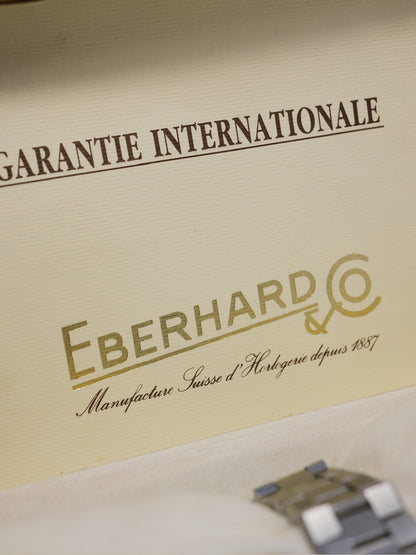 GARANTIE INTERNATIONALE
EBERHARD & CO
Manufacture Suisse d'Horlogerie depuis 1887